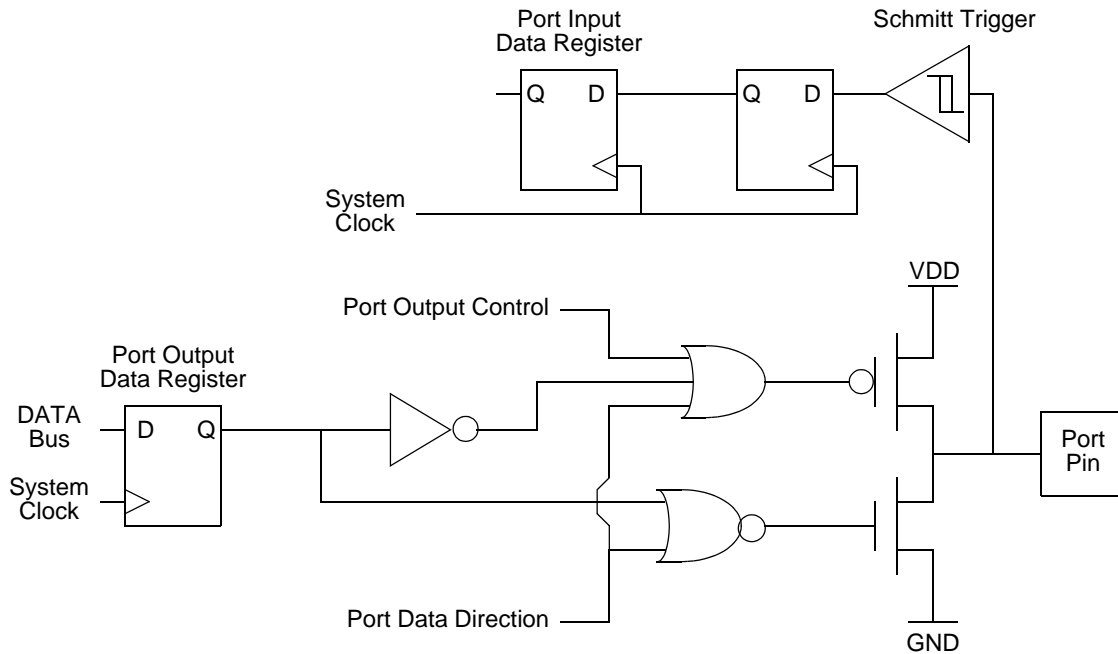 Port Input
Data Register
Schmitt Trigger
Q D
Q D
System
Clock
VDD
Port Output Control
Port Output
Data Register
DATA
Bus
D Q
System
Clock
Port
Pin
Port Data Direction
GND